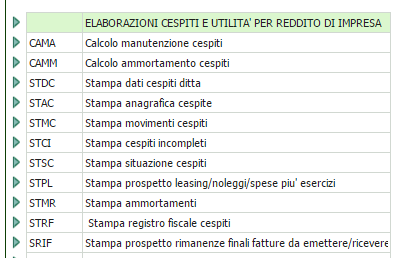 ELABORAZIONI CESPITI E UTILITA' PER REDDITO DI IMPRESA
CAMA Calcolo manutenzione cespiti
CAMM Calcolo ammortamento cespiti
STDC Stampa dati cespiti ditta
STAC Stampa anagrafica cespite
STMC Stampa movimenti cespiti
STCI Stampa cespiti incompleti
STSC Stampa situazione cespiti
STPL Stampa prospetto leasing/noleggi/spese piu' esercizi
STMR Stampa ammortamenti
STRF Stampa registro fiscale cespiti
SRIF Stampa prospetto rimanenze finali fatture da emettere/ricevere